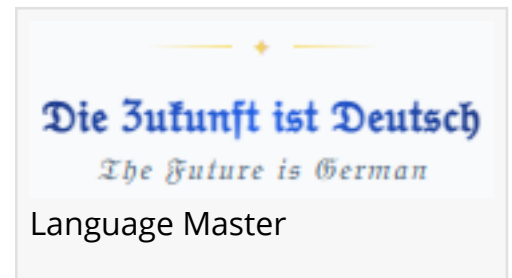 Die Zukunft ist Deutsch
The Future is German
Language Master